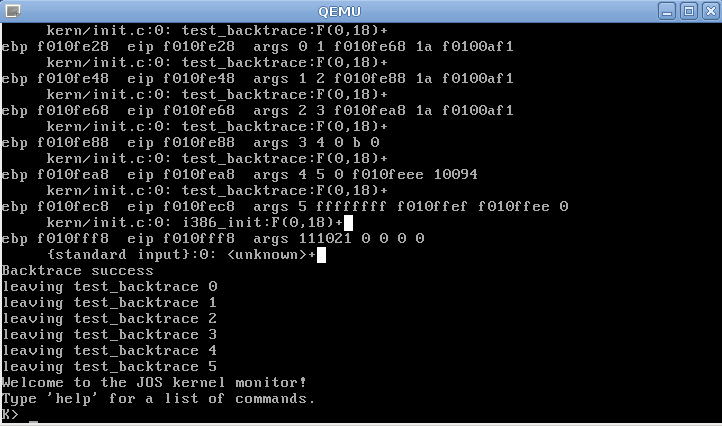 QEMU
kern/init.c:0: test_backtrace:F(0,18)+
ebp f010fe28 eip f010fe28 args 0 1 f010fe68 1a f0100af1
kern/init.c:0: test_backtrace:F(0,18)+
ebp f010fe48 eip f010fe48 args 1 2 f010fe88 1a f0100af1
kern/init.c:0: test_backtrace:F(0,18)+
ebp f010fe68 eip f010fe68 args 2 3 f010fea8 1a f0100af1
kern/init.c:0: test_backtrace:F(0,18)+
ebp f010fe88 eip f010fe88 args 3 4 0 b 0
kern/init.c:0: test_backtrace:F(0,18)+
ebp f010fea8 eip f010fea8 args 4 5 0 f010feee 10094
kern/init.c:0: test_backtrace:F(0,18)+
ebp f010fec8 eip f010fec8 args 5 ffffffff f010ffef f010ffee 0
kern/init.c:0: i386_init:F(0,18)+
ebp f010fff8 eip f010fff8 args 111021 0 0 0 0
{standard input}:0: <unknown>+
Backtrace success
leaving test_backtrace 0
leaving test_backtrace 1
leaving test_backtrace 2
leaving test_backtrace 3
leaving test_backtrace 4
leaving test_backtrace 5
Welcome to the JOS kernel monitor!
Type 'help' for a list of commands.
K> _